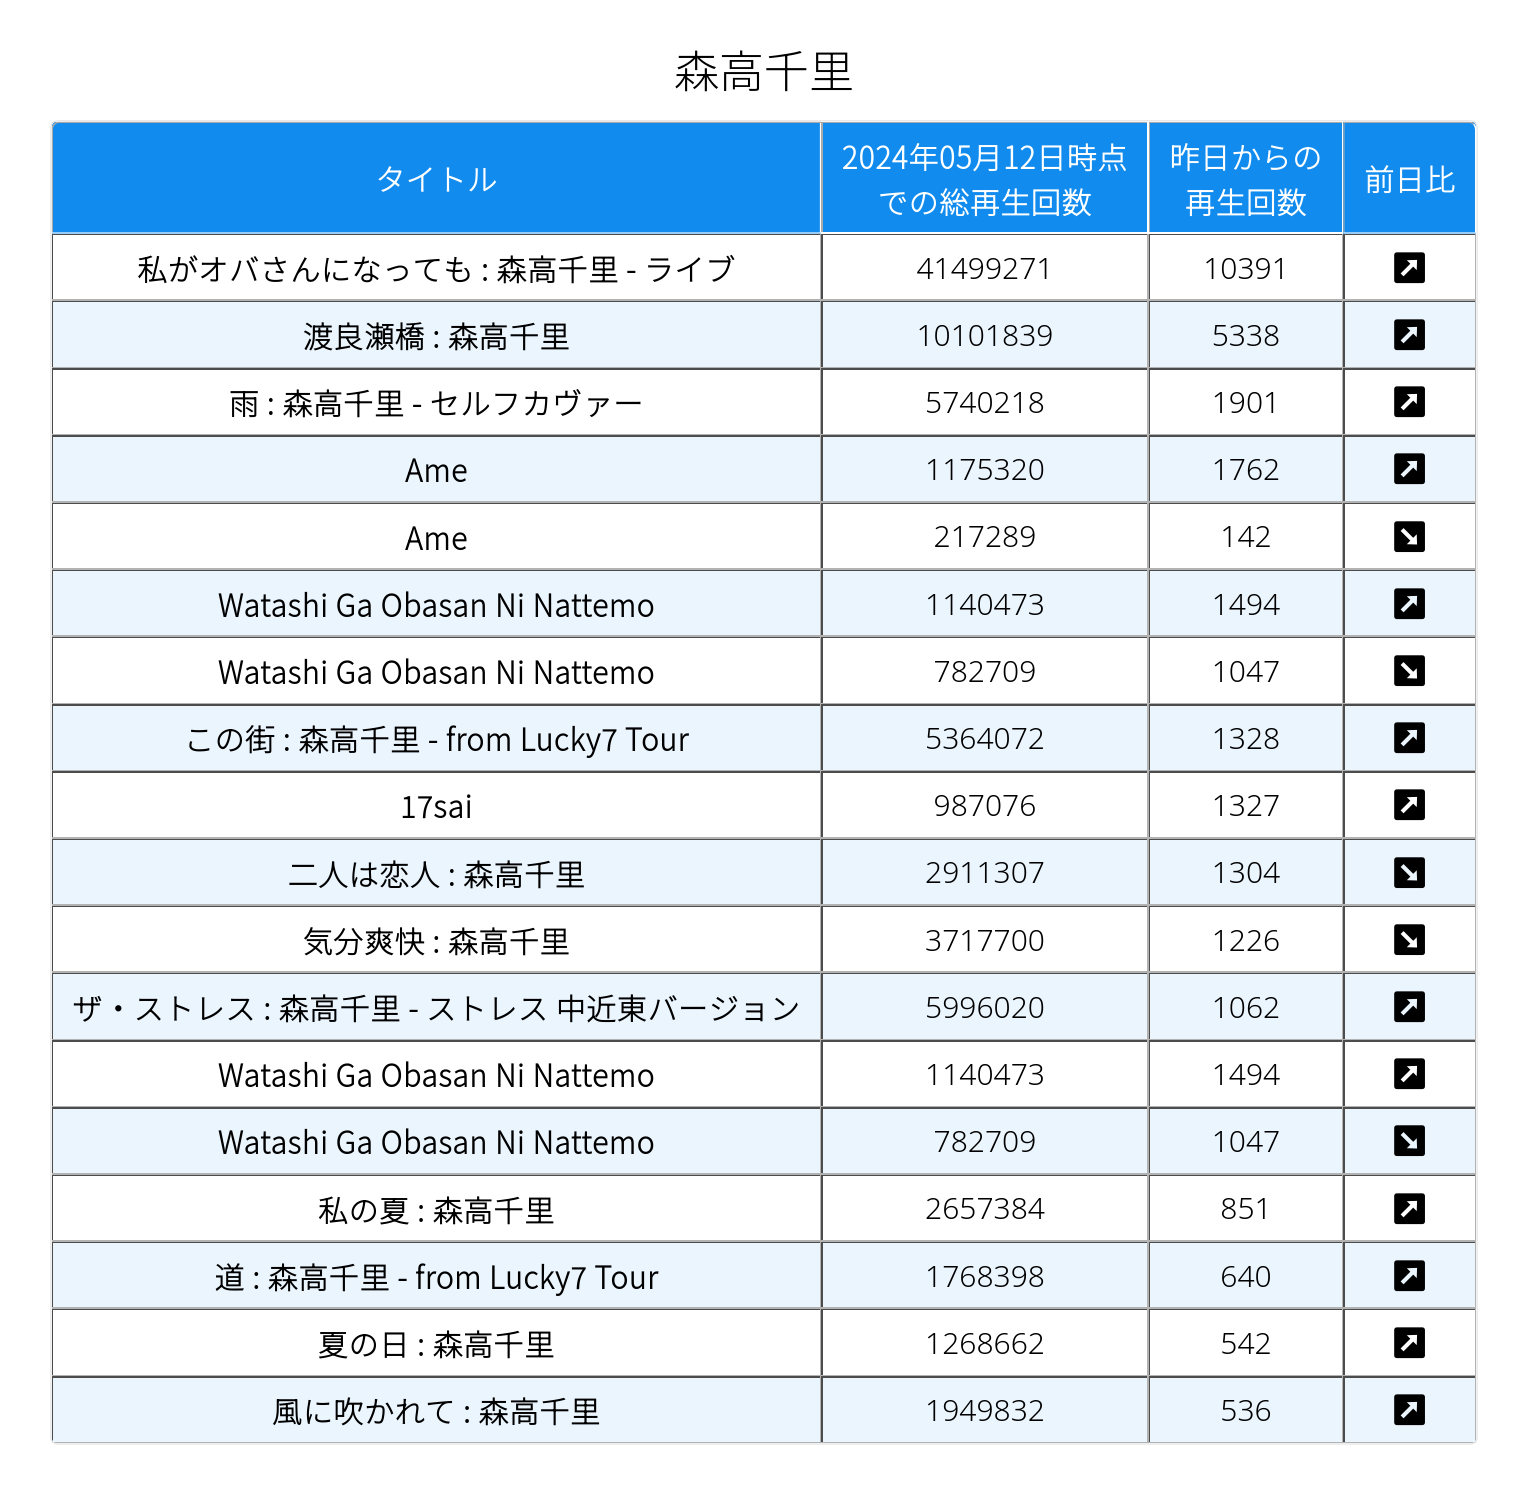 森高千里
タイトル 2024年05月12日時点での総再生回数 昨日からの再生回数 前日比
私がオバさんになっても : 森高千里 - ライブ 41499271 10391 ↗
渡良瀬橋 : 森高千里 10101839 5338 ↗
雨 : 森高千里 - セルフカヴァー 5740218 1901 ↗
Ame 1175320 1762 ↗
Ame 217289 142 ↘
Watashi Ga Obasan Ni Nattemo 1140473 1494 ↗
Watashi Ga Obasan Ni Nattemo 782709 1047 ↘
この街 : 森高千里 - from Lucky7 Tour 5364072 1328 ↗
17sai 987076 1327 ↗
二人は恋人 : 森高千里 2911307 1304 ↘
気分爽快 : 森高千里 3717700 1226 ↘
ザ・ストレス : 森高千里 - ストレス 中近東バージョン 5996020 1062 ↗
Watashi Ga Obasan Ni Nattemo 1140473 1494 ↗
Watashi Ga Obasan Ni Nattemo 782709 1047 ↘
私の夏 : 森高千里 2657384 851 ↗
道 : 森高千里 - from Lucky7 Tour 1768398 640 ↗
夏の日 : 森高千里 1268662 542 ↗
風に吹かれて : 森高千里 1949832 536 ↗